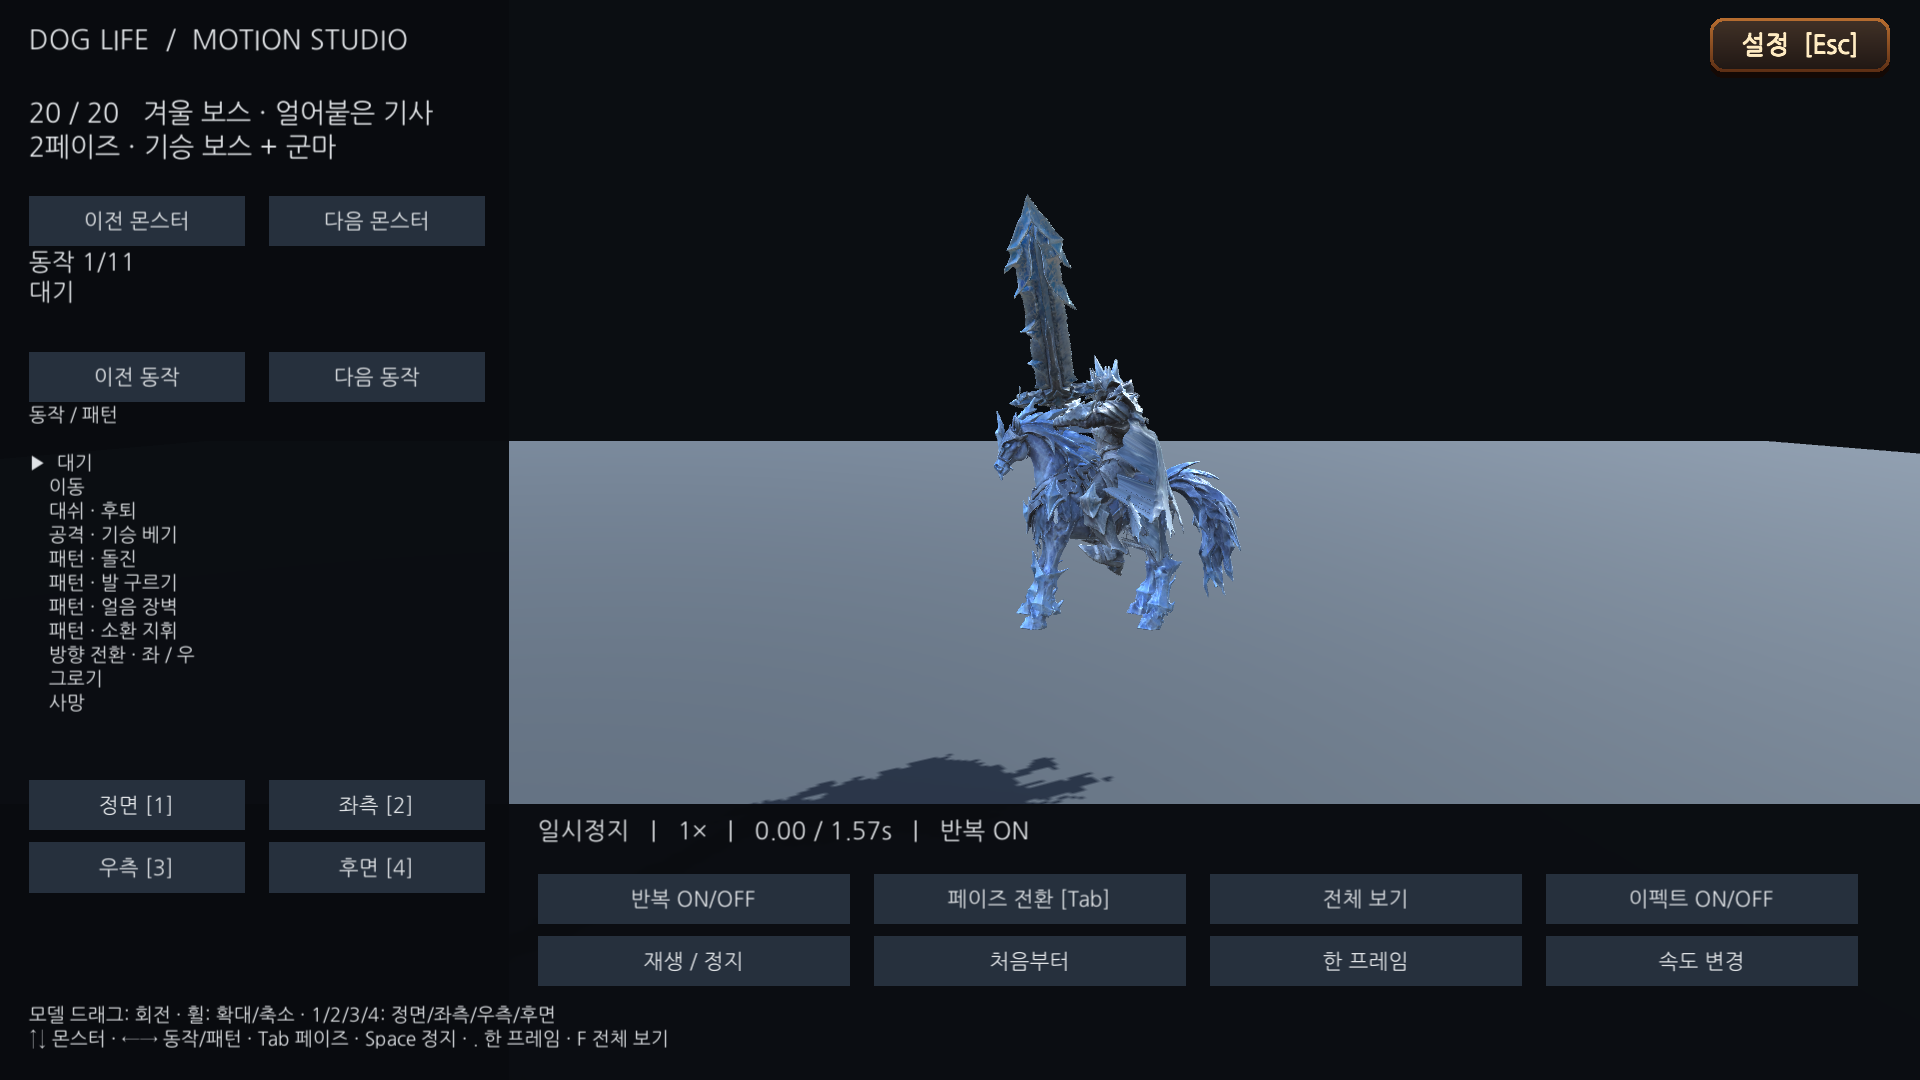 DOG LIFE / MOTION STUDIO
설정 [Esc]
20 / 20 겨울 보스 · 얼어붙은 기사
2페이즈 · 기승 보스 + 군마
이전 몬스터
다음 몬스터
동작 1/11
대기
이전 동작
다음 동작
동작 / 패턴
▶ 대기
이동
대쉬 · 후퇴
공격 · 기승 베기
패턴 · 돌진
패턴 · 발 구르기
패턴 · 얼음 장벽
패턴 · 소환 지휘
방향 전환 · 좌 / 우
그로기
사망
정면 [1]
좌측 [2]
우측 [3]
후면 [4]
일시정지 | 1× | 0.00 / 1.57s | 반복 ON
반복 ON/OFF
페이즈 전환 [Tab]
전체 보기
이펙트 ON/OFF
재생 / 정지
처음부터
한 프레임
속도 변경
모델 드래그: 회전 · 휠: 확대/축소 · 1/2/3/4: 정면/좌측/우측/후면
↑↓ 몬스터 · ←→ 동작/패턴 · Tab 페이즈 · Space 정지 · . 한 프레임 · F 전체 보기